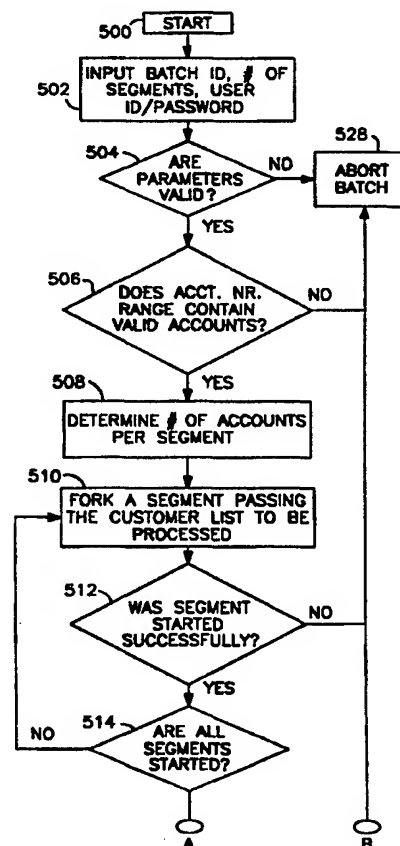 500
START
502
INPUT BATCH ID, # OF
SEGMENTS, USER
ID/PASSWORD
504
ARE
PARAMETERS
VALID?
NO
528
ABORT
BATCH
YES
506
DOES ACCT. NR.
RANGE CONTAIN
VALID ACCOUNTS?
NO
YES
508
DETERMINE # OF ACCOUNTS
PER SEGMENT
510
FORK A SEGMENT PASSING
THE CUSTOMER LIST TO BE
PROCESSED
512
WAS SEGMENT
STARTED
SUCCESSFULLY?
NO
YES
514
NO
ARE ALL
SEGMENTS
STARTED?
A
B